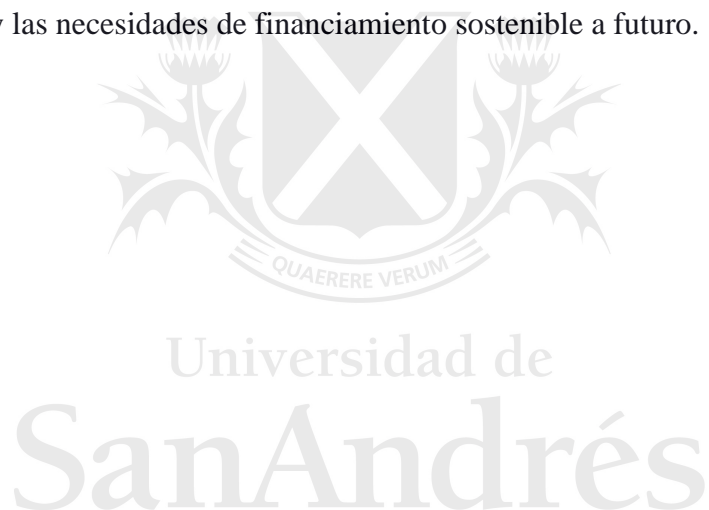 y las necesidades de financiamiento sostenible a futuro.
QUAERERE VERUM
Universidad de
SanAndrés